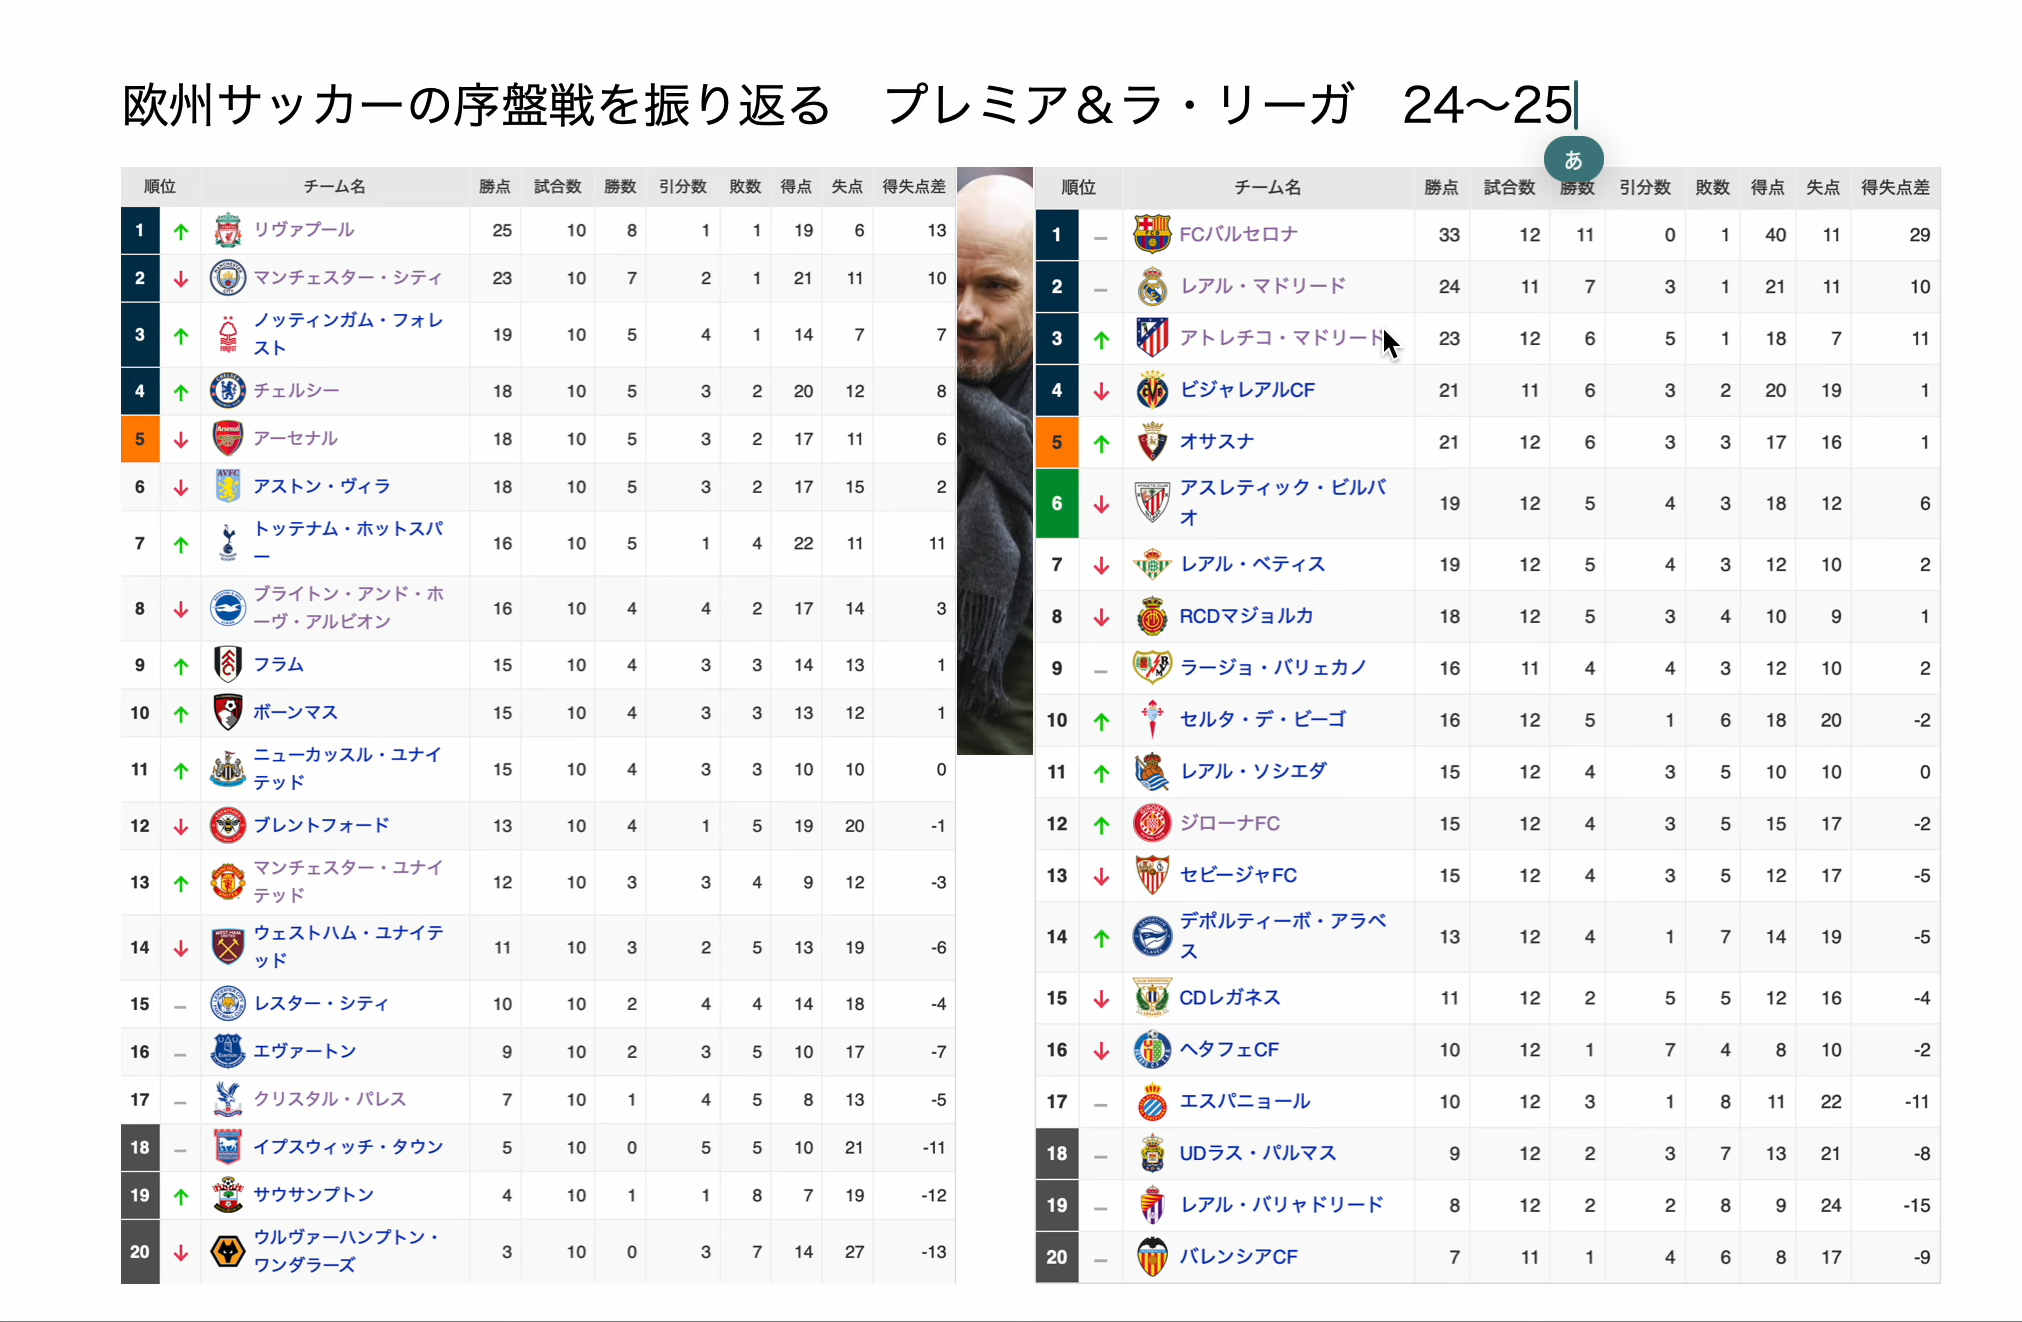 欧州サッカーの序盤戦を振り返る　プレミア＆ラ・リーガ　24〜25
あ
順位 チーム名 勝点 試合数 勝数 引分数 敗数 得点 失点 得失点差
1 リヴァプール 25 10 8 1 1 19 6 13
2 マンチェスター・シティ 23 10 7 2 1 21 11 10
3 ノッティンガム・フォレ
スト 19 10 5 4 1 14 7 7
4 チェルシー 18 10 5 3 2 20 12 8
5 アーセナル 18 10 5 3 2 17 11 6
6 アストン・ヴィラ 18 10 5 3 2 17 15 2
7 トッテナム・ホットスパ
ー 16 10 5 1 4 22 11 11
8 ブライトン・アンド・ホ
ーヴ・アルビオン 16 10 4 4 2 17 14 3
9 フラム 15 10 4 3 3 14 13 1
10 ボーンマス 15 10 4 3 3 13 12 1
11 ニューカッスル・ユナイ
テッド 15 10 4 3 3 10 10 0
12 ブレントフォード 13 10 4 1 5 19 20 -1
13 マンチェスター・ユナイ
テッド 12 10 3 3 4 9 12 -3
14 ウェストハム・ユナイテ
ッド 11 10 3 2 5 13 19 -6
15 レスター・シティ 10 10 2 4 4 14 18 -4
16 エヴァートン 9 10 2 3 5 10 17 -7
17 クリスタル・パレス 7 10 1 4 5 8 13 -5
18 イプスウィッチ・タウン 5 10 0 5 5 10 21 -11
19 サウサンプトン 4 10 1 1 8 7 19 -12
20 ウルヴァーハンプトン・
ワンダラーズ 3 10 0 3 7 14 27 -13
順位 チーム名 勝点 試合数 勝数 引分数 敗数 得点 失点 得失点差
1 FCバルセロナ 33 12 11 0 1 40 11 29
2 レアル・マドリード 24 11 7 3 1 21 11 10
3 アトレチコ・マドリード 23 12 6 5 1 18 7 11
4 ビジャレアルCF 21 11 6 3 2 20 19 1
5 オサスナ 21 12 6 3 3 17 16 1
6 アスレティック・ビルバ
オ 19 12 5 4 3 18 12 6
7 レアル・ベティス 19 12 5 4 3 12 10 2
8 RCDマジョルカ 18 12 5 3 4 10 9 1
9 ラージョ・バリェカノ 16 11 4 4 3 12 10 2
10 セルタ・デ・ビーゴ 16 12 5 1 6 18 20 -2
11 レアル・ソシエダ 15 12 4 3 5 10 10 0
12 ジローナFC 15 12 4 3 5 15 17 -2
13 セビージャFC 15 12 4 3 5 12 17 -5
14 デポルティーボ・アラベ
ス 13 12 4 1 7 14 19 -5
15 CDレガネス 11 12 2 5 5 12 16 -4
16 ヘタフェCF 10 12 1 7 4 8 10 -2
17 エスパニョール 10 12 3 1 8 11 22 -11
18 UDラス・パルマス 9 12 2 3 7 13 21 -8
19 レアル・バリャドリード 8 12 2 2 8 9 24 -15
20 バレンシアCF 7 11 1 4 6 8 17 -9